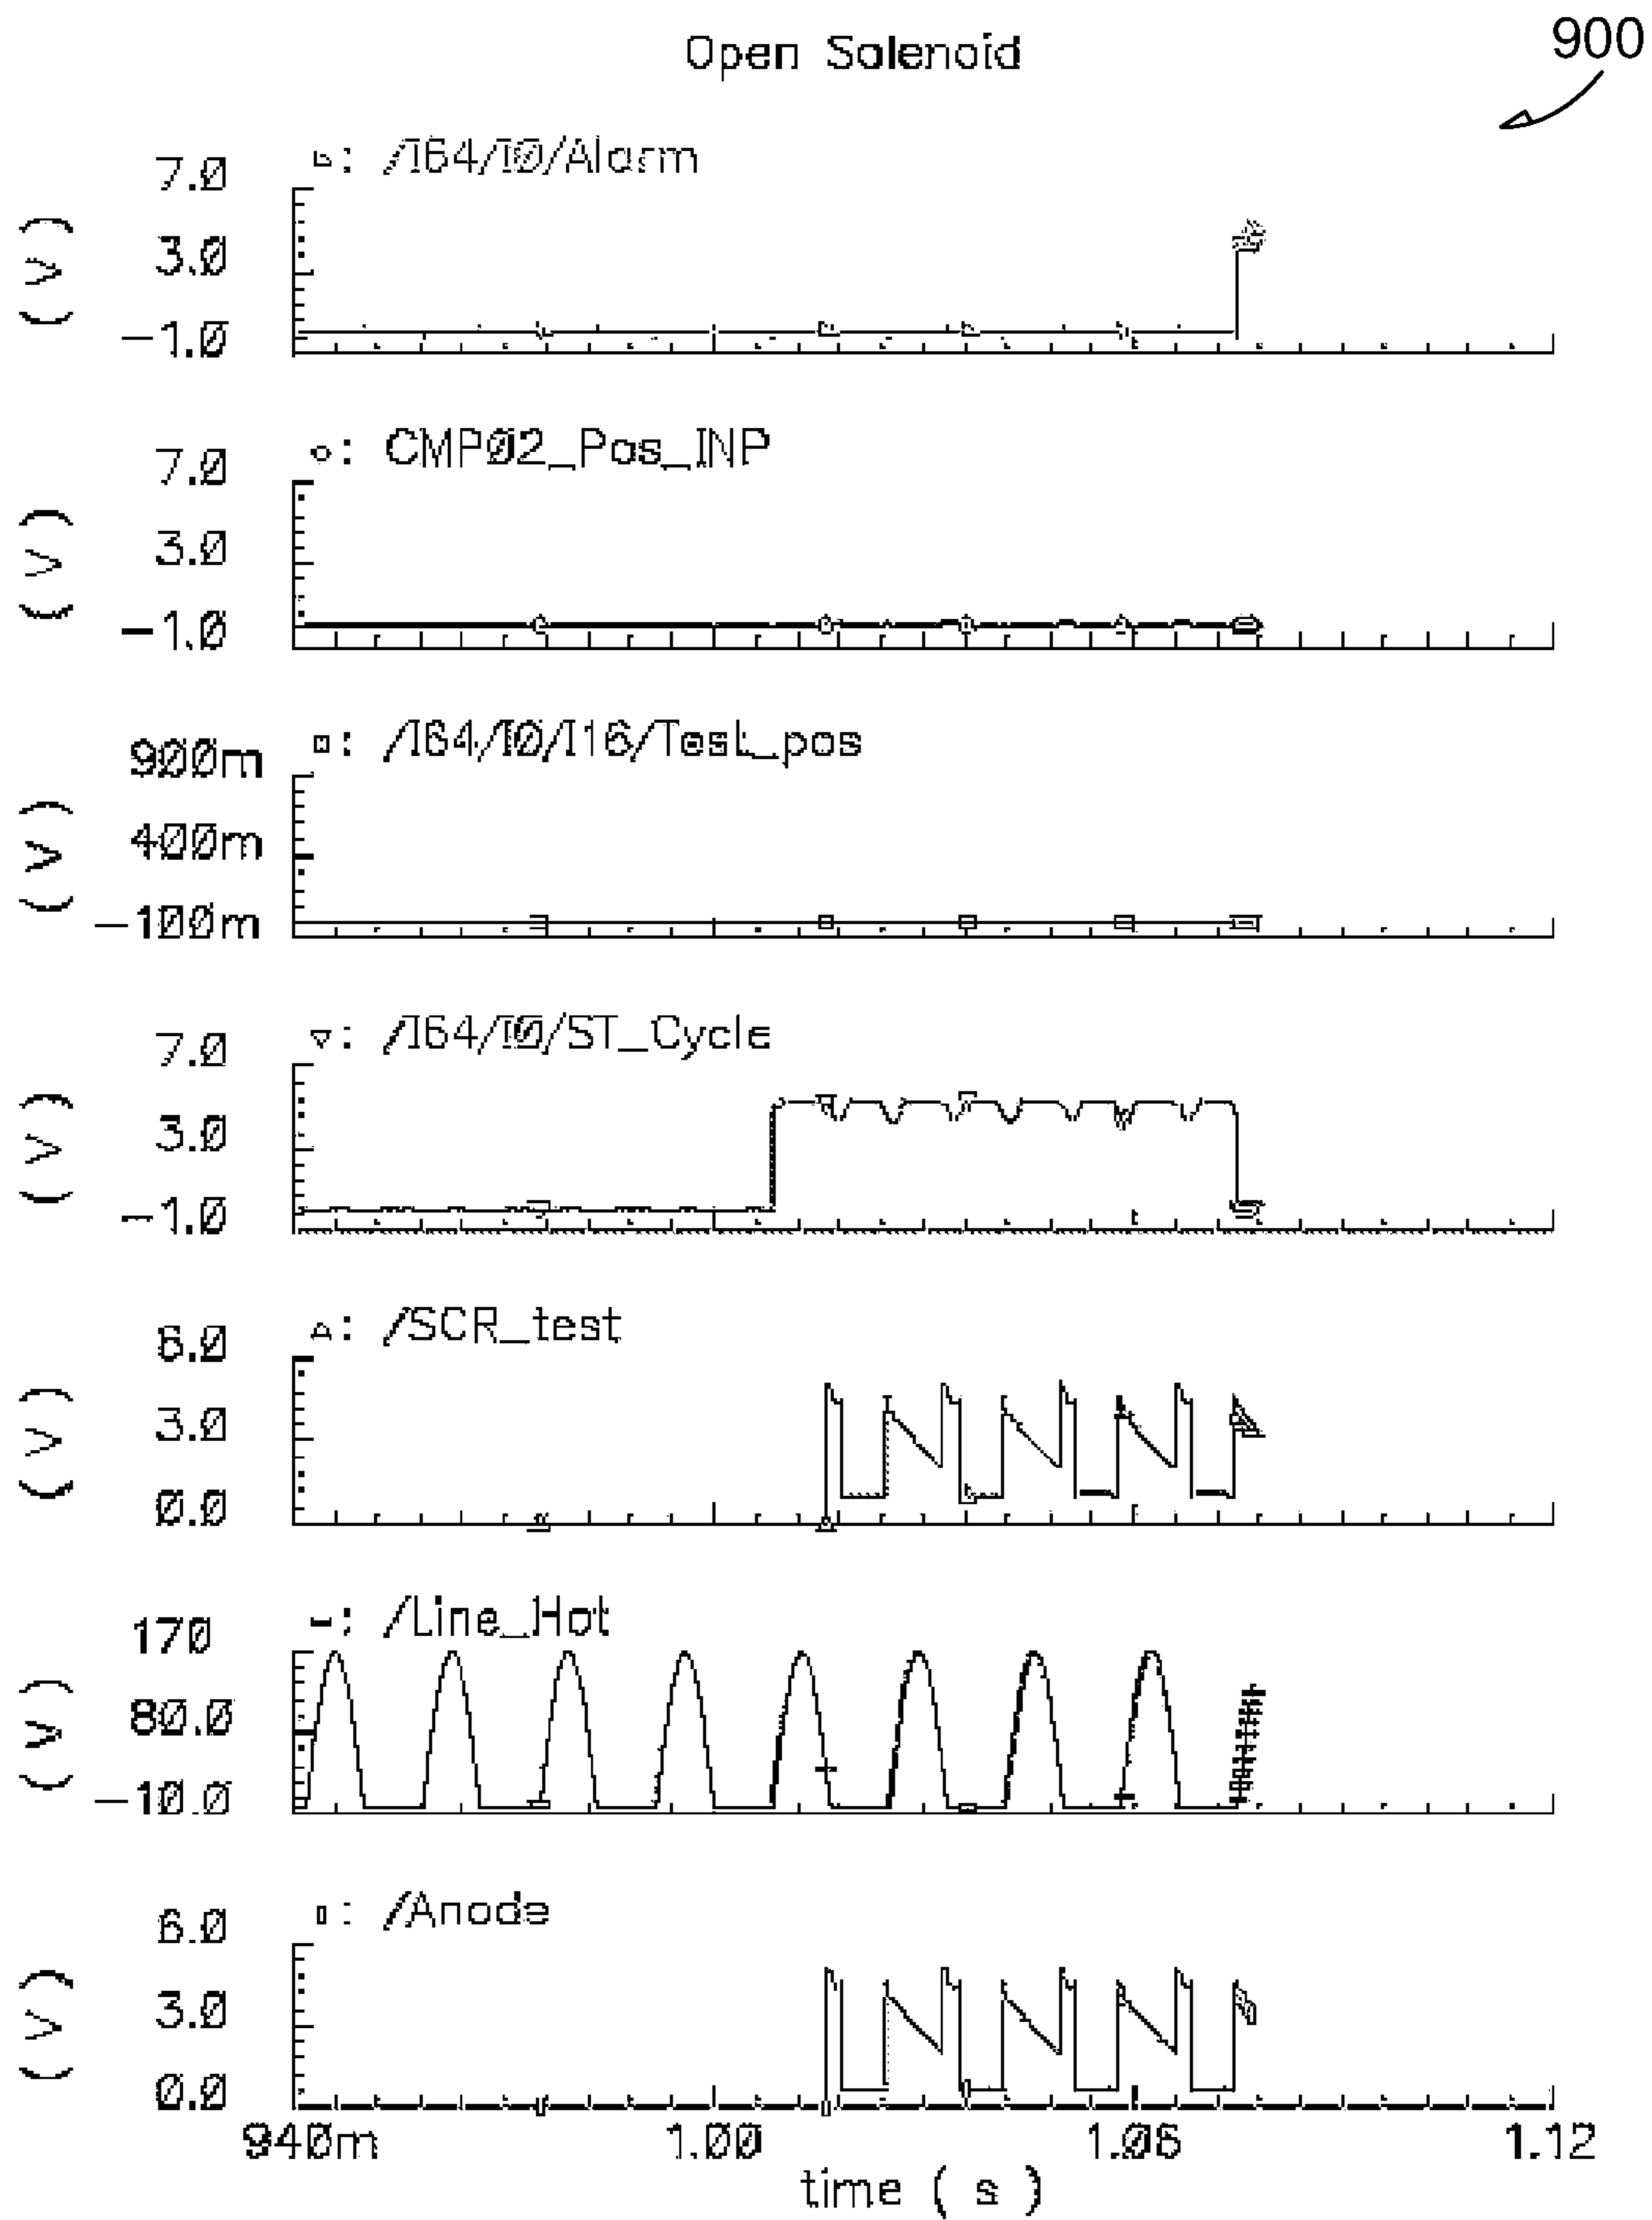 Open Solenoid
900
7.0
: /I64/I0/Alarm
(V)
3.0
-1.0
7.0
: CMP02_Pos_INP
(V)
3.0
-1.0
900m
: /I64/I0/I16/Test_pos
(V)
400m
-100m
7.0
: /I64/I0/ST_Cycle
(V)
3.0
-1.0
6.0
: /SCR_test
(V)
3.0
0.0
170
-: /Line_Hot
(V)
80.0
-10.0
6.0
: /Anode
(V)
3.0
0.0
940m 1.00 1.06 1.12
time ( s )